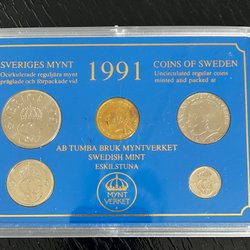 SVERIGES MYNT
Ocirkulerade reguljära mynt
präglade och förpackade vid
1991
COINS OF SWEDEN
Uncirculated regular coins
minted and packed at
AB TUMBA BRUK MYNTVERKET
SWEDISH MINT
ESKILSTUNA
MYNT
VERKET